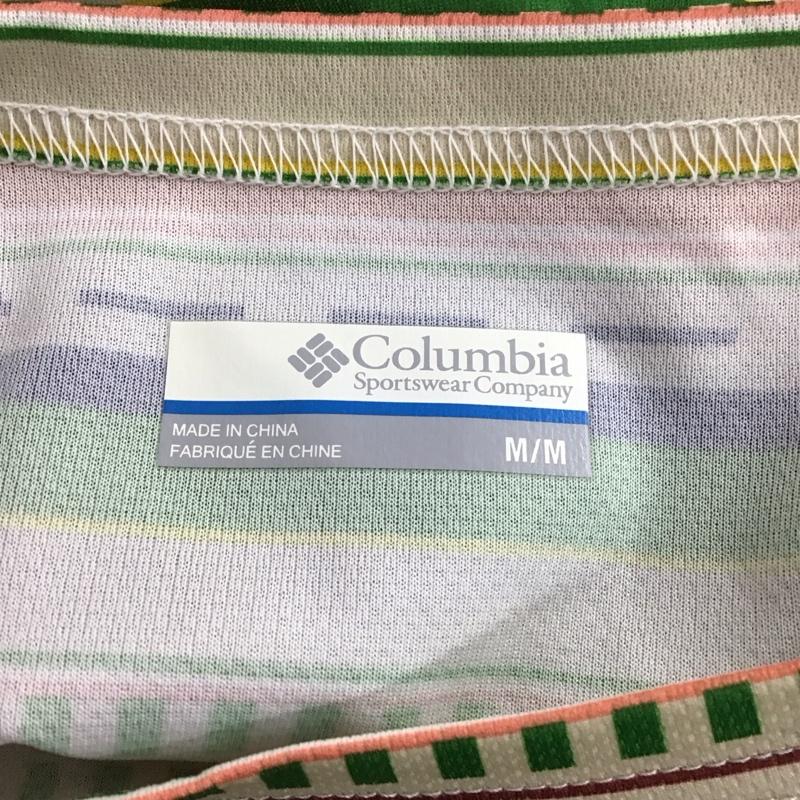 Columbia
Sportswear Company
MADE IN CHINA
FABRIQUÉ EN CHINE
M/M